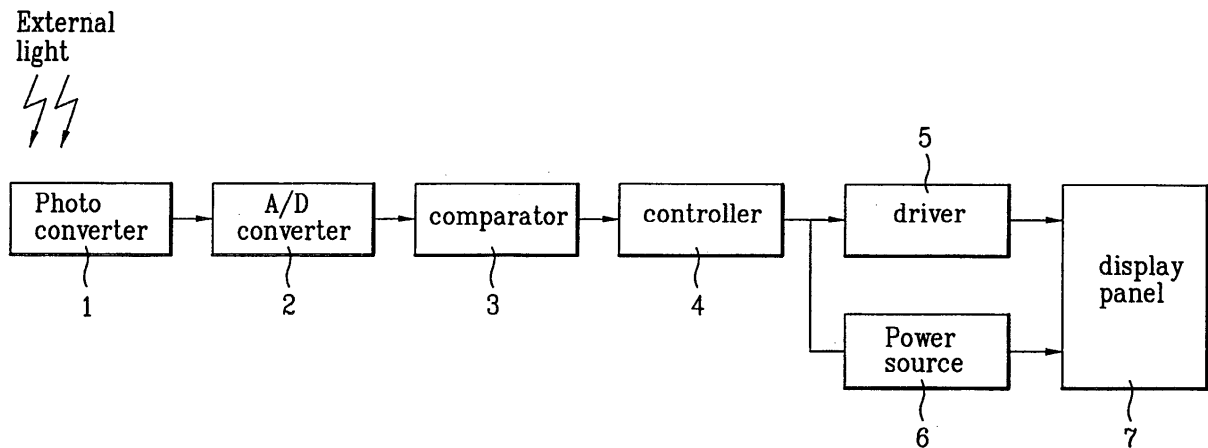 External
light
Photo
converter
1
A/D
converter
2
comparator
3
controller
4
5
driver
Power
source
6
display
panel
7